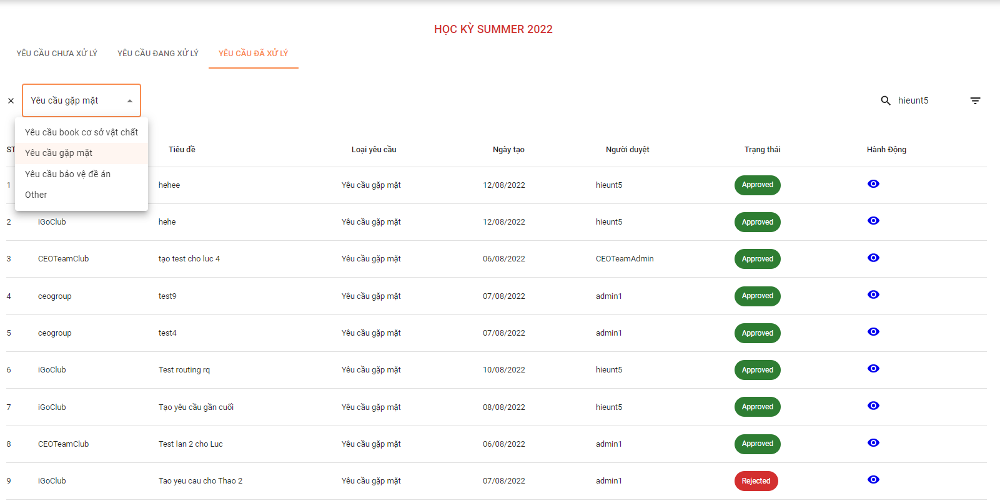 HỌC KỲ SUMMER 2022
YÊU CẦU CHƯA XỬ LÝ YÊU CẦU ĐANG XỬ LÝ YÊU CẦU ĐÃ XỬ LÝ
Yêu cầu gặp mặt hieunt5
Yêu cầu book cơ sở vật chất
Yêu cầu gặp mặt
Yêu cầu bảo vệ đề án
Other
ST Tiêu đề Loại yêu cầu Ngày tạo Người duyệt Trạng thái Hành Động
1 hehee Yêu cầu gặp mặt 12/08/2022 hieunt5 Approved
2 iGoClub hehe Yêu cầu gặp mặt 12/08/2022 hieunt5 Approved
3 CEOTeamClub tạo test cho luc 4 Yêu cầu gặp mặt 06/08/2022 CEOTeamAdmin Approved
4 ceogroup test9 Yêu cầu gặp mặt 07/08/2022 admin1 Approved
5 ceogroup test4 Yêu cầu gặp mặt 07/08/2022 admin1 Approved
6 iGoClub Test routing rq Yêu cầu gặp mặt 10/08/2022 hieunt5 Approved
7 iGoClub Tạo yêu cầu gần cuối Yêu cầu gặp mặt 08/08/2022 hieunt5 Approved
8 CEOTeamClub Test lan 2 cho Luc Yêu cầu gặp mặt 06/08/2022 admin1 Approved
9 iGoClub Tao yeu cau cho Thao 2 Yêu cầu gặp mặt 07/08/2022 admin1 Rejected